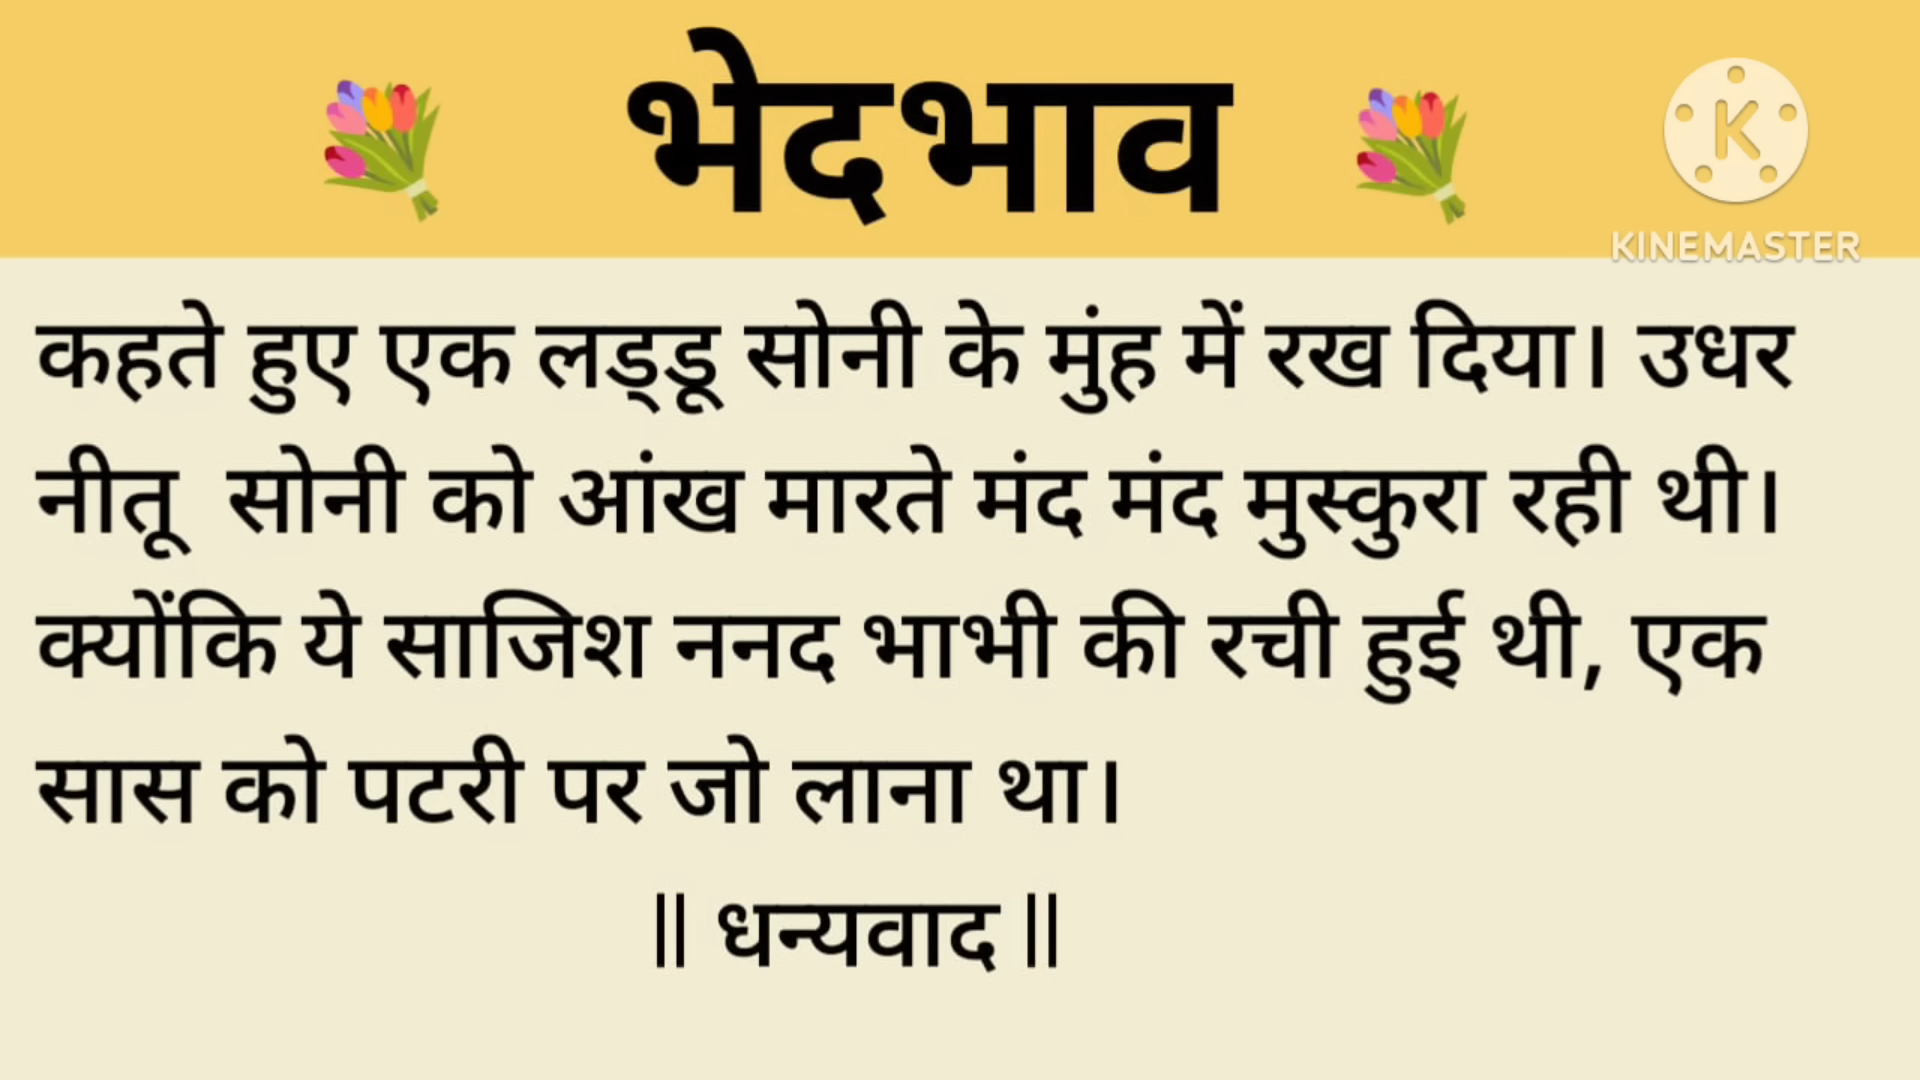 भेदभाव
KINEMASTER
कहते हुए एक लड्डू सोनी के मुंह में रख दिया। उधर
नीतू सोनी को आंख मारते मंद मंद मुस्कुरा रही थी।
क्योंकि ये साजिश ननद भाभी की रची हुई थी, एक
सास को पटरी पर जो लाना था।
|| धन्यवाद ||